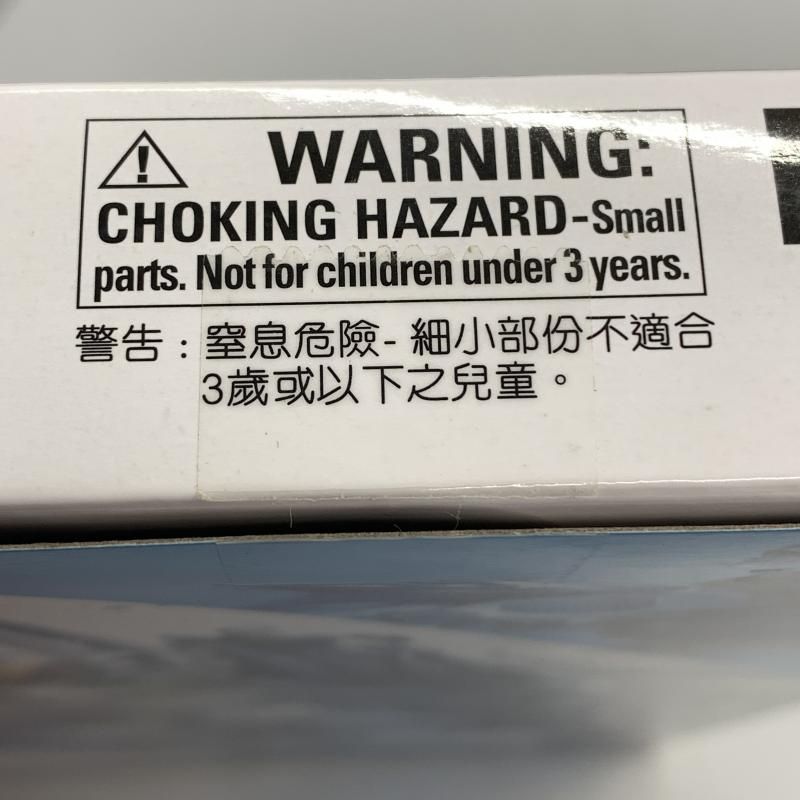 WARNING:
CHOKING HAZARD-Small
parts. Not for children under 3 years.
警告：窒息危險- 細小部份不適合
3歲或以下之兒童。